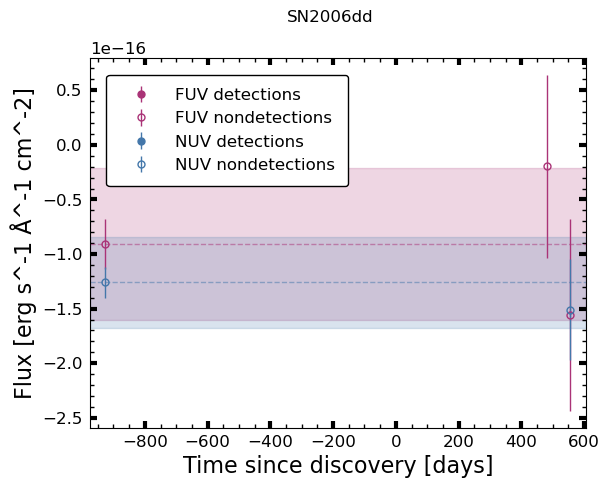 SN2006dd
1e−16
FUV detections
FUV nondetections
NUV detections
NUV nondetections
0.5
0.0
−0.5
−1.0
−1.5
−2.0
−2.5
Flux [erg s^-1 Å^-1 cm^-2]
−800 −600 −400 −200 0 200 400 600
Time since discovery [days]